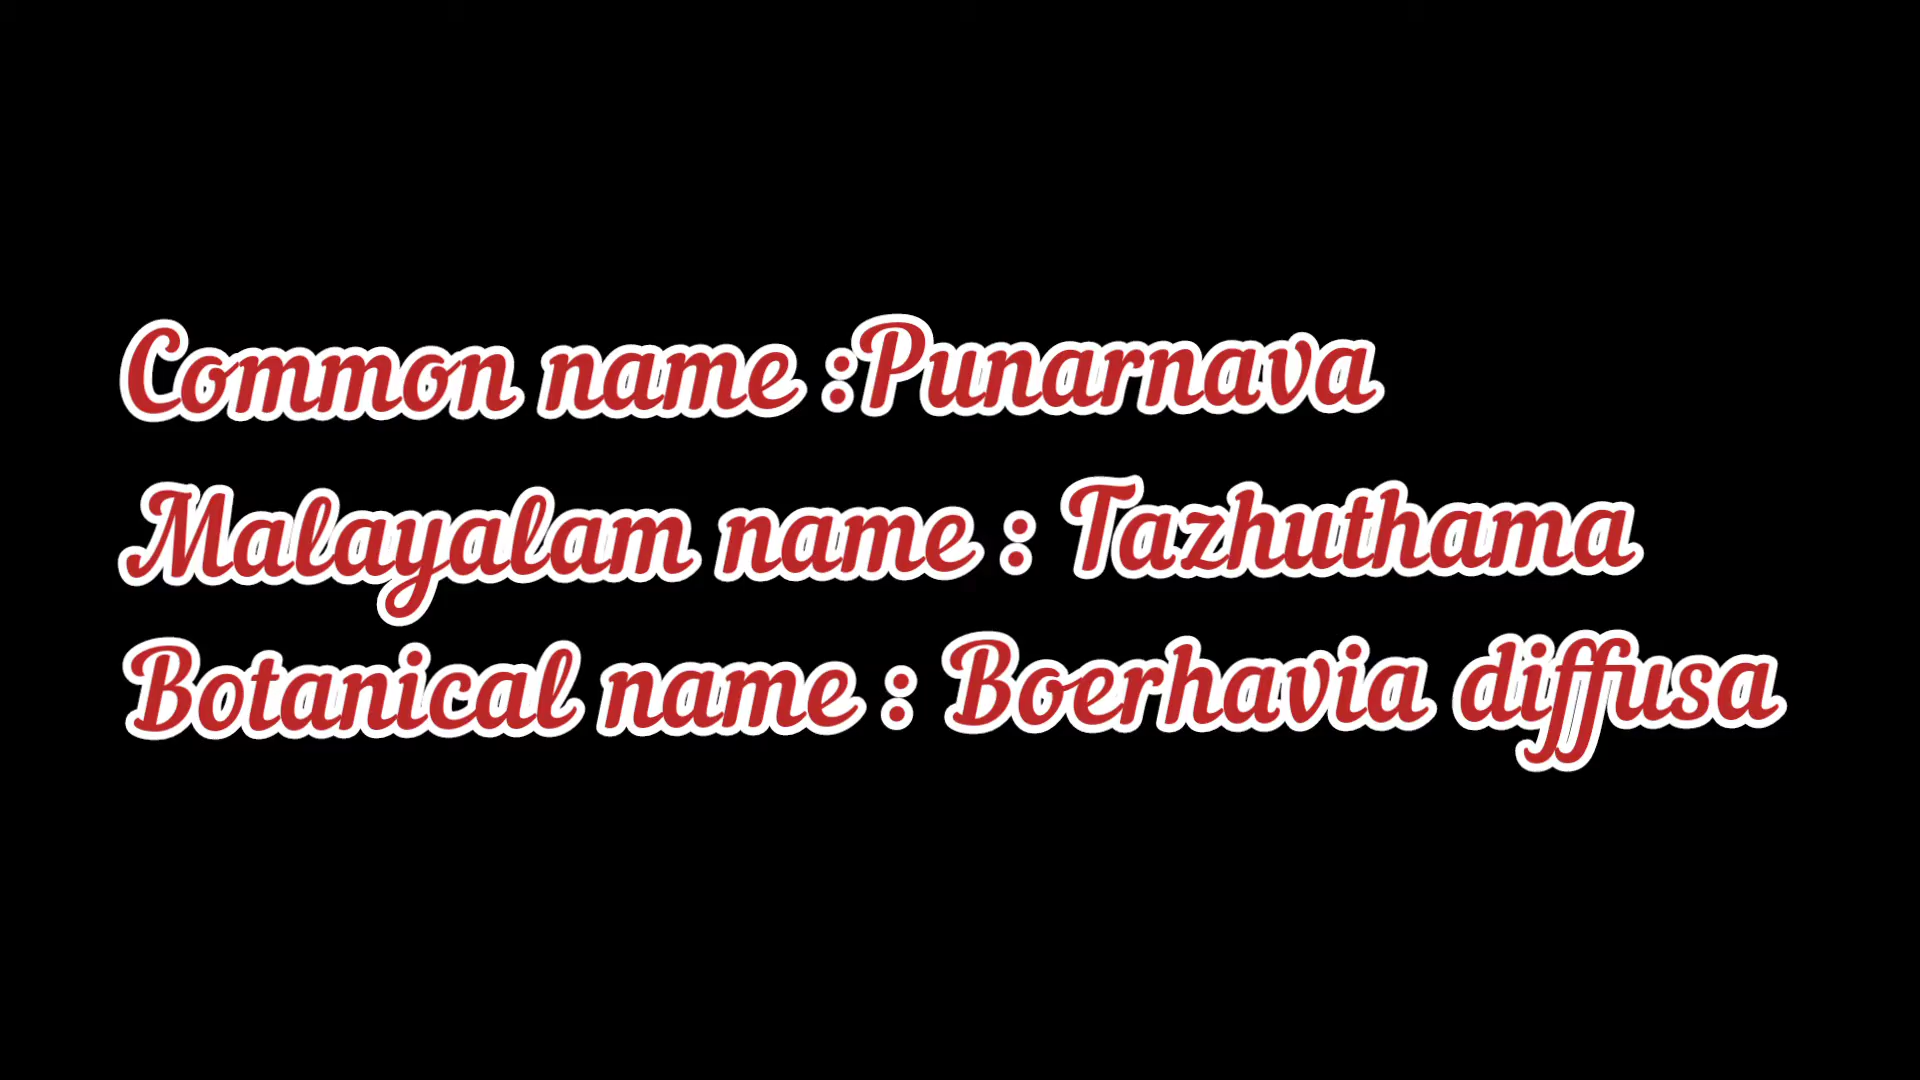 Common name :Punarnava
Malayalam name : Tazhuthama
Botanical name : Boerhavia diffusa